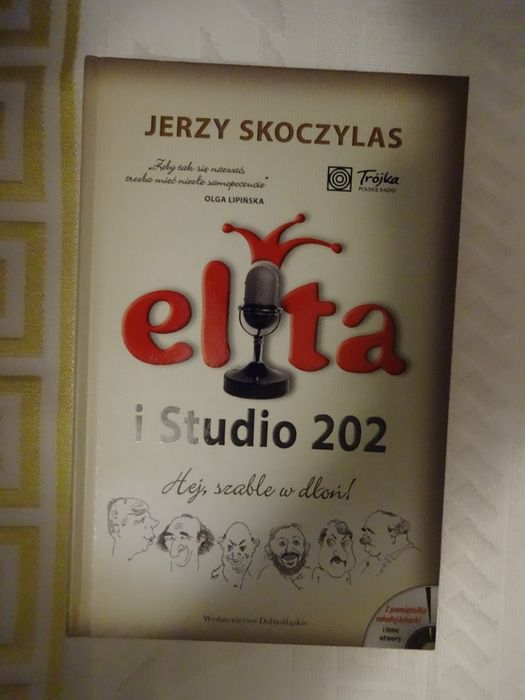 JERZY SKOCZYLAS
„Żeby tak się nazwać,
trzeba mieć niezłe samopoczucie”
OLGA LIPIŃSKA
Trójka
POLSKIE RADIO
elita
i Studio 202
Hej, szable w dłoń!
Wydawnictwo Dolnośląskie
Z pamiętnika
młodej lekarki
i inne
utwory